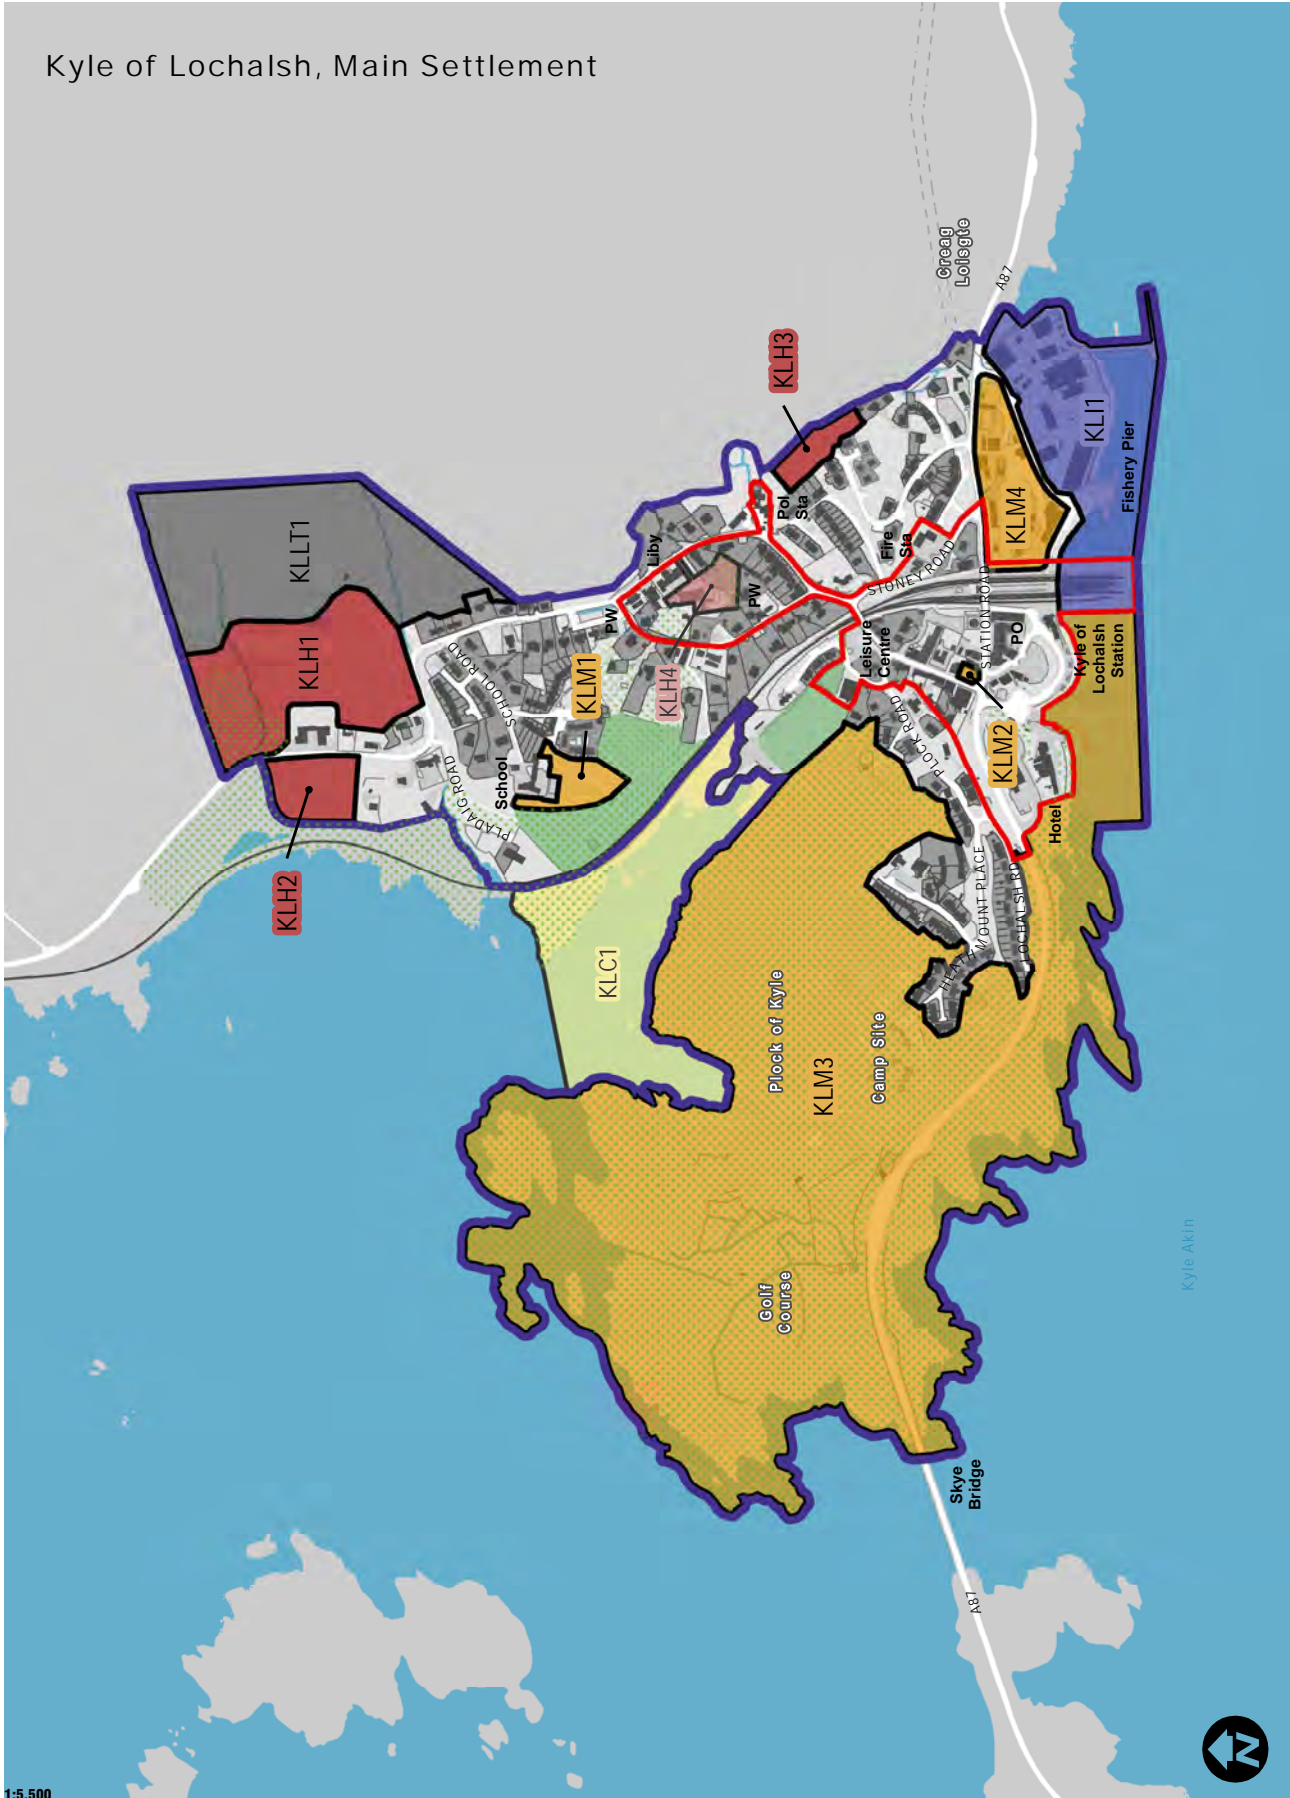 Kyle of Lochalsh, Main Settlement
Creag
Loisgte
A87
KLH3
KLI1
Fishery Pier
KLM4
Pol
Sta
Fire
Sta
STONEY ROAD
KLLT1
Liby
KLH1
PW
PW
SCHOOL ROAD
KLM1
KLH4
Leisure
Centre
STATION ROAD
PO
Kyle of
Lochalsh
Station
PLOCK ROAD
KLM2
School
PLADAIG ROAD
Hotel
KLH2
HEATHMOUNT PLACE
LOCHALSH RD
KLC1
Plock of Kyle
Camp Site
KLM3
Golf
Course
Kyle Akin
Skye
Bridge
A87
N
1:5,500